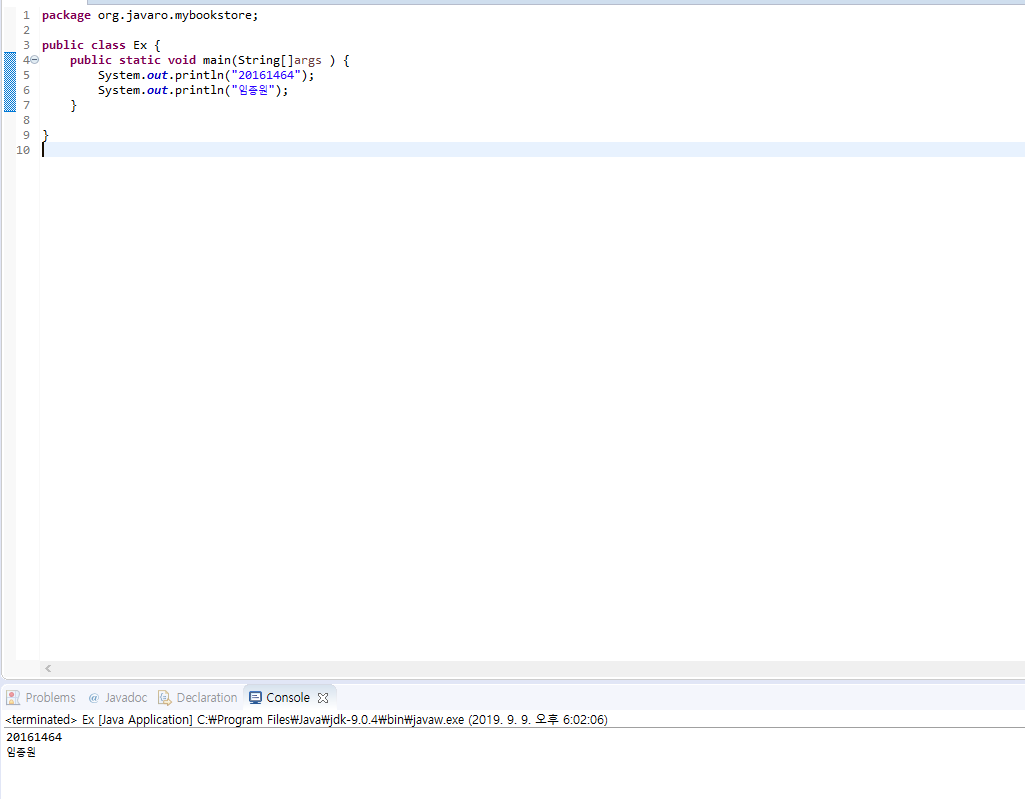 1 package org.javaro.mybookstore;
2
3 public class Ex {
4 public static void main(String[]args ) {
5 System.out.println("20161464");
6 System.out.println("임종원");
7 }
8
9 }
10
Problems @ Javadoc Declaration Console
<terminated> Ex [Java Application] C:₩Program Files₩Java₩jdk-9.0.4₩bin₩javaw.exe (2019. 9. 9. 오후 6:02:06)
20161464
임종원